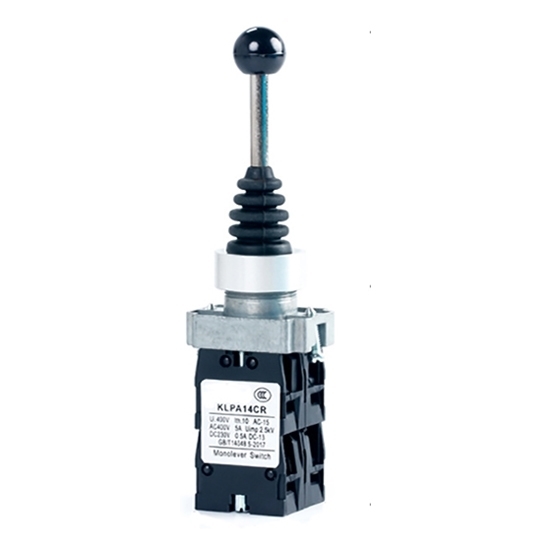 CCC
KLPA14CR
Ui 400V Ith:10 AC-15
AC400V 5A Uimp 2.5kV
DC230V 0.5A DC-13
GB/T14048.5-2017
Monolever Switch